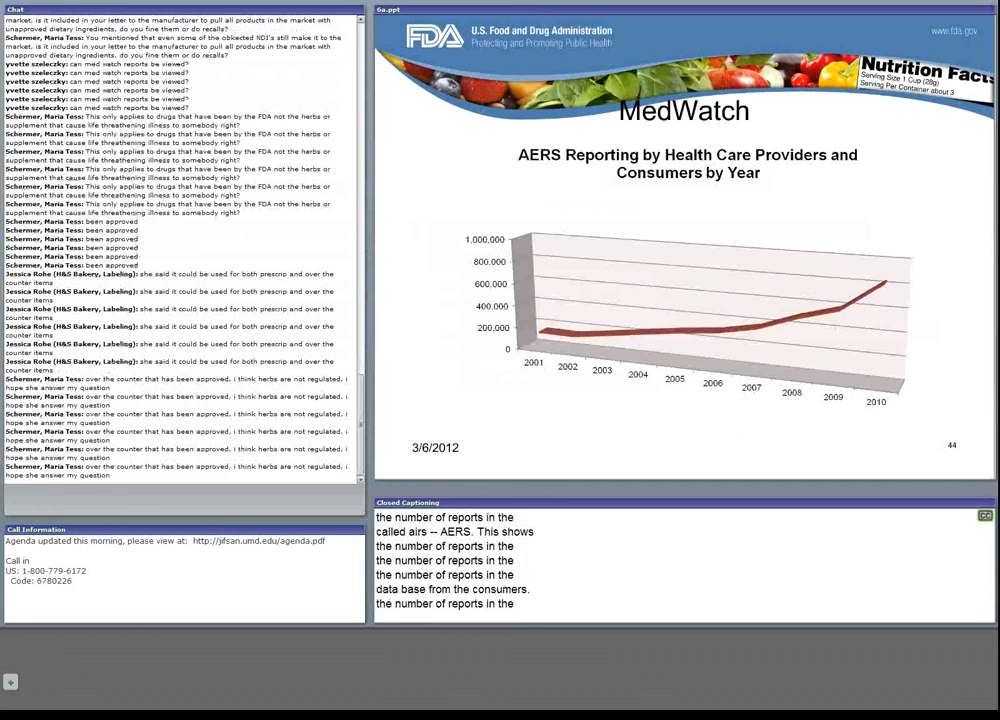 Chat
market, is it included in your letter to the manufacturer to pull all products in the market with
unapproved dietary ingredients, do you fine them or do recalls?
Schermer, Maria Tess: You mentioned that even some of the obkected NDI's still make it to the
market, is it included in your letter to the manufacturer to pull all products in the market with
unapproved dietary ingredients, do you fine them or do recalls?
yvette szeleczky: can med watch reports be viewed?
yvette szeleczky: can med watch reports be viewed?
yvette szeleczky: can med watch reports be viewed?
yvette szeleczky: can med watch reports be viewed?
yvette szeleczky: can med watch reports be viewed?
yvette szeleczky: can med watch reports be viewed?
Schermer, Maria Tess: This only applies to drugs that have been by the FDA not the herbs or
supplement that cause life threathening illness to somebody right?
Schermer, Maria Tess: This only applies to drugs that have been by the FDA not the herbs or
supplement that cause life threathening illness to somebody right?
Schermer, Maria Tess: This only applies to drugs that have been by the FDA not the herbs or
supplement that cause life threathening illness to somebody right?
Schermer, Maria Tess: This only applies to drugs that have been by the FDA not the herbs or
supplement that cause life threathening illness to somebody right?
Schermer, Maria Tess: This only applies to drugs that have been by the FDA not the herbs or
supplement that cause life threathening illness to somebody right?
Schermer, Maria Tess: This only applies to drugs that have been by the FDA not the herbs or
supplement that cause life threathening illness to somebody right?
Schermer, Maria Tess: been approved
Schermer, Maria Tess: been approved
Schermer, Maria Tess: been approved
Schermer, Maria Tess: been approved
Schermer, Maria Tess: been approved
Schermer, Maria Tess: been approved
Jessica Rohe (H&S Bakery, Labeling): she said it could be used for both prescrip and over the
counter items
Jessica Rohe (H&S Bakery, Labeling): she said it could be used for both prescrip and over the
counter items
Jessica Rohe (H&S Bakery, Labeling): she said it could be used for both prescrip and over the
counter items
Jessica Rohe (H&S Bakery, Labeling): she said it could be used for both prescrip and over the
counter items
Jessica Rohe (H&S Bakery, Labeling): she said it could be used for both prescrip and over the
counter items
Jessica Rohe (H&S Bakery, Labeling): she said it could be used for both prescrip and over the
counter items
Schermer, Maria Tess: over the counter that has been approved, i think herbs are not regulated, i
hope she answer my question
Schermer, Maria Tess: over the counter that has been approved, i think herbs are not regulated, i
hope she answer my question
Schermer, Maria Tess: over the counter that has been approved, i think herbs are not regulated, i
hope she answer my question
Schermer, Maria Tess: over the counter that has been approved, i think herbs are not regulated, i
hope she answer my question
Schermer, Maria Tess: over the counter that has been approved, i think herbs are not regulated, i
hope she answer my question
Schermer, Maria Tess: over the counter that has been approved, i think herbs are not regulated, i
hope she answer my question
Call Information
Agenda updated this morning, please view at: http://jifsan.umd.edu/agenda.pdf
Call in
US: 1-800-779-6172
Code: 6780226
6a.ppt
FDA U.S. Food and Drug Administration
Protecting and Promoting Public Health
www.fda.gov
Nutrition Facts
Serving Size 1 Cup (28g)
Serving Per Container about 3
MedWatch
AERS Reporting by Health Care Providers and
Consumers by Year
1,000,000
800,000
600,000
400,000
200,000
0
2001 2002 2003 2004 2005 2006 2007 2008 2009 2010
3/6/2012
44
Closed Captioning
CC
the number of reports in the
called airs -- AERS. This shows
the number of reports in the
the number of reports in the
the number of reports in the
data base from the consumers.
the number of reports in the